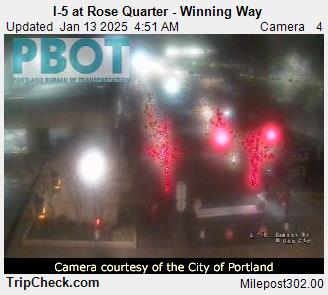 I-5 at Rose Quarter - Winning Way
Updated Jan 13 2025 4:51 AM Camera 4
PBOT
PORTLAND BUREAU OF TRANSPORTATION
Camera courtesy of the City of Portland
TripCheck.com Milepost302.00